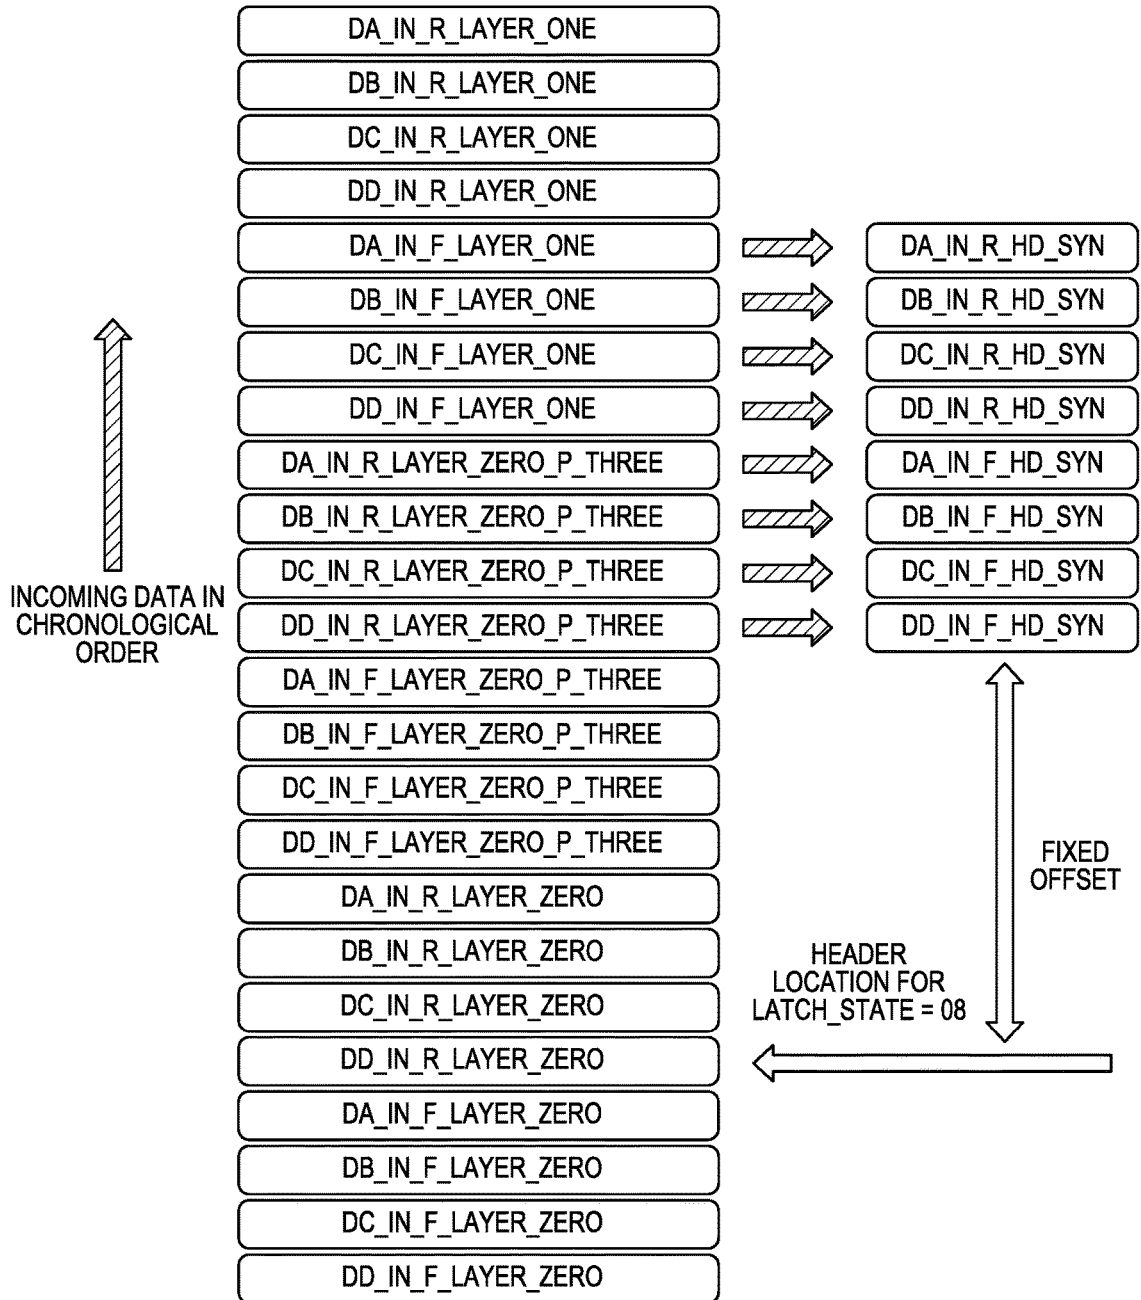 DA_IN_R_LAYER_ONE
DB_IN_R_LAYER_ONE
DC_IN_R_LAYER_ONE
DD_IN_R_LAYER_ONE
DA_IN_F_LAYER_ONE
DA_IN_R_HD_SYN
DB_IN_F_LAYER_ONE
DB_IN_R_HD_SYN
DC_IN_F_LAYER_ONE
DC_IN_R_HD_SYN
DD_IN_F_LAYER_ONE
DD_IN_R_HD_SYN
DA_IN_R_LAYER_ZERO_P_THREE
DA_IN_F_HD_SYN
DB_IN_R_LAYER_ZERO_P_THREE
DB_IN_F_HD_SYN
DC_IN_R_LAYER_ZERO_P_THREE
DC_IN_F_HD_SYN
DD_IN_R_LAYER_ZERO_P_THREE
DD_IN_F_HD_SYN
INCOMING DATA IN
CHRONOLOGICAL
ORDER
DA_IN_F_LAYER_ZERO_P_THREE
DB_IN_F_LAYER_ZERO_P_THREE
DC_IN_F_LAYER_ZERO_P_THREE
DD_IN_F_LAYER_ZERO_P_THREE
FIXED
OFFSET
DA_IN_R_LAYER_ZERO
DB_IN_R_LAYER_ZERO
DC_IN_R_LAYER_ZERO
HEADER
LOCATION FOR
LATCH_STATE = 08
DD_IN_R_LAYER_ZERO
DA_IN_F_LAYER_ZERO
DB_IN_F_LAYER_ZERO
DC_IN_F_LAYER_ZERO
DD_IN_F_LAYER_ZERO